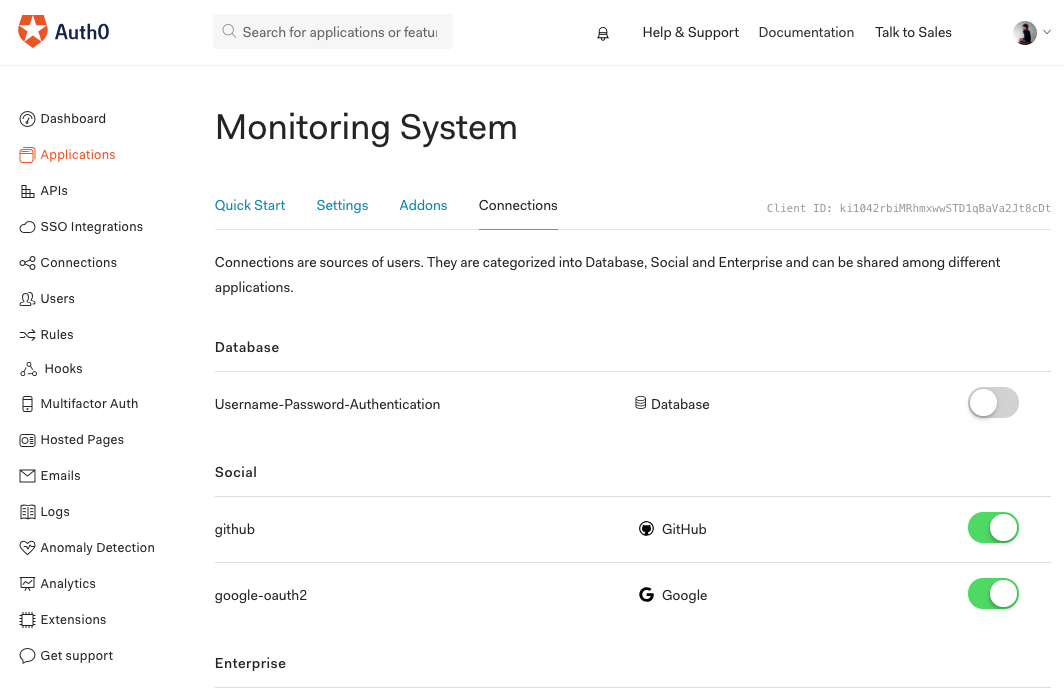 Auth0
Search for applications or featu
Help & Support
Documentation
Talk to Sales
Dashboard
Applications
APIs
SSO Integrations
Connections
Users
Rules
Hooks
Multifactor Auth
Hosted Pages
Emails
Logs
Anomaly Detection
Analytics
Extensions
Get support
Monitoring System
Quick Start
Settings
Addons
Connections
Client ID: ki1042rbiMRhmxwwSTD1qBaVa2Jt8cDt
Connections are sources of users. They are categorized into Database, Social and Enterprise and can be shared among different
applications.
Database
Username-Password-Authentication
Database
Social
github
GitHub
google-oauth2
Google
Enterprise